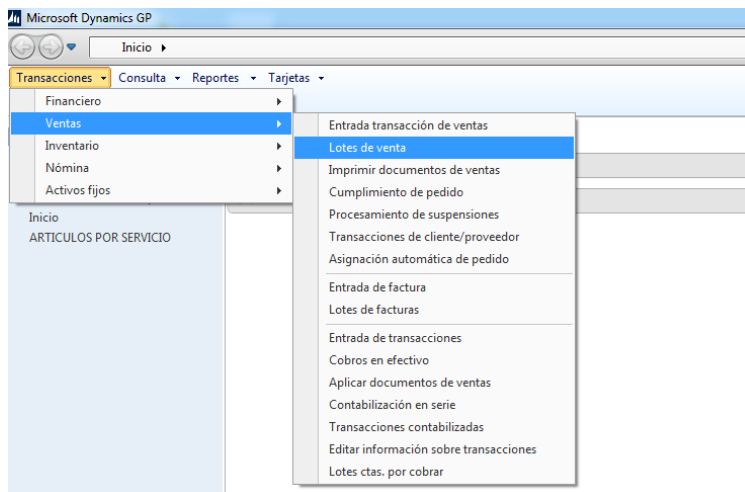 Microsoft Dynamics GP
Inicio
Transacciones Consulta Reportes Tarjetas
Financiero
Ventas
Inventario
Nómina
Activos fijos
Entrada transacción de ventas
Lotes de venta
Imprimir documentos de ventas
Cumplimiento de pedido
Procesamiento de suspensiones
Transacciones de cliente/proveedor
Asignación automática de pedido
Entrada de factura
Lotes de facturas
Entrada de transacciones
Cobros en efectivo
Aplicar documentos de ventas
Contabilización en serie
Transacciones contabilizadas
Editar información sobre transacciones
Lotes ctas. por cobrar
Inicio
ARTICULOS POR SERVICIO